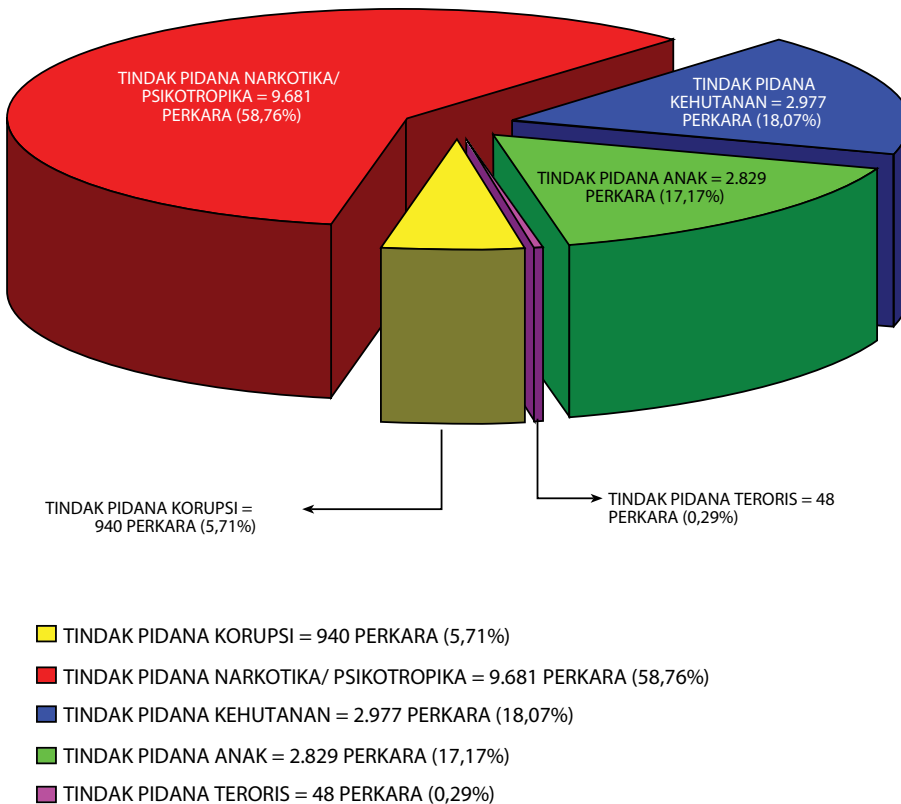 TINDAK PIDANA NARKOTIKA/
PSIKOTROPIKA = 9.681
PERKARA (58,76%)
TINDAK PIDANA
KEHUTANAN = 2.977
PERKARA (18,07%)
TINDAK PIDANA ANAK = 2.829
PERKARA (17,17%)
TINDAK PIDANA KORUPSI =
940 PERKARA (5,71%)
TINDAK PIDANA TERORIS = 48
PERKARA (0,29%)
TINDAK PIDANA KORUPSI = 940 PERKARA (5,71%)
TINDAK PIDANA NARKOTIKA/ PSIKOTROPIKA = 9.681 PERKARA (58,76%)
TINDAK PIDANA KEHUTANAN = 2.977 PERKARA (18,07%)
TINDAK PIDANA ANAK = 2.829 PERKARA (17,17%)
TINDAK PIDANA TERORIS = 48 PERKARA (0,29%)